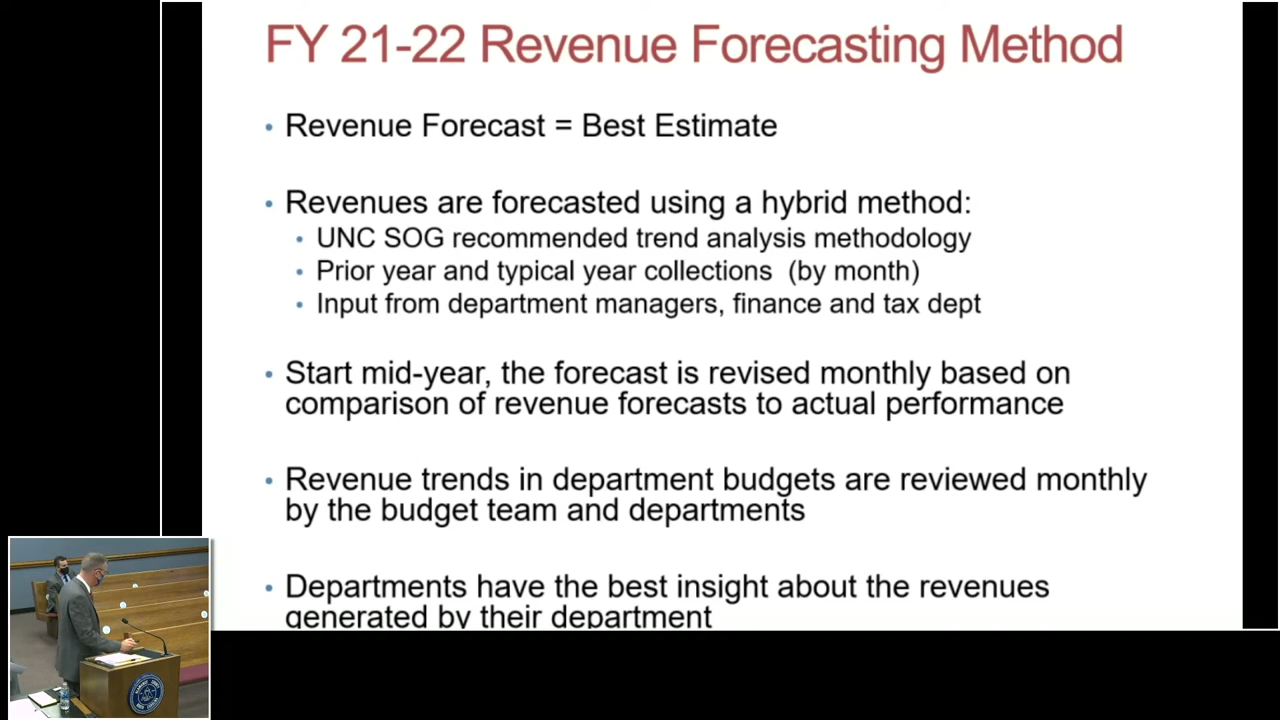 FY 21-22 Revenue Forecasting Method
• Revenue Forecast = Best Estimate
• Revenues are forecasted using a hybrid method:
• UNC SOG recommended trend analysis methodology
• Prior year and typical year collections (by month)
• Input from department managers, finance and tax dept
• Start mid-year, the forecast is revised monthly based on
comparison of revenue forecasts to actual performance
• Revenue trends in department budgets are reviewed monthly
by the budget team and departments
• Departments have the best insight about the revenues
generated by their department